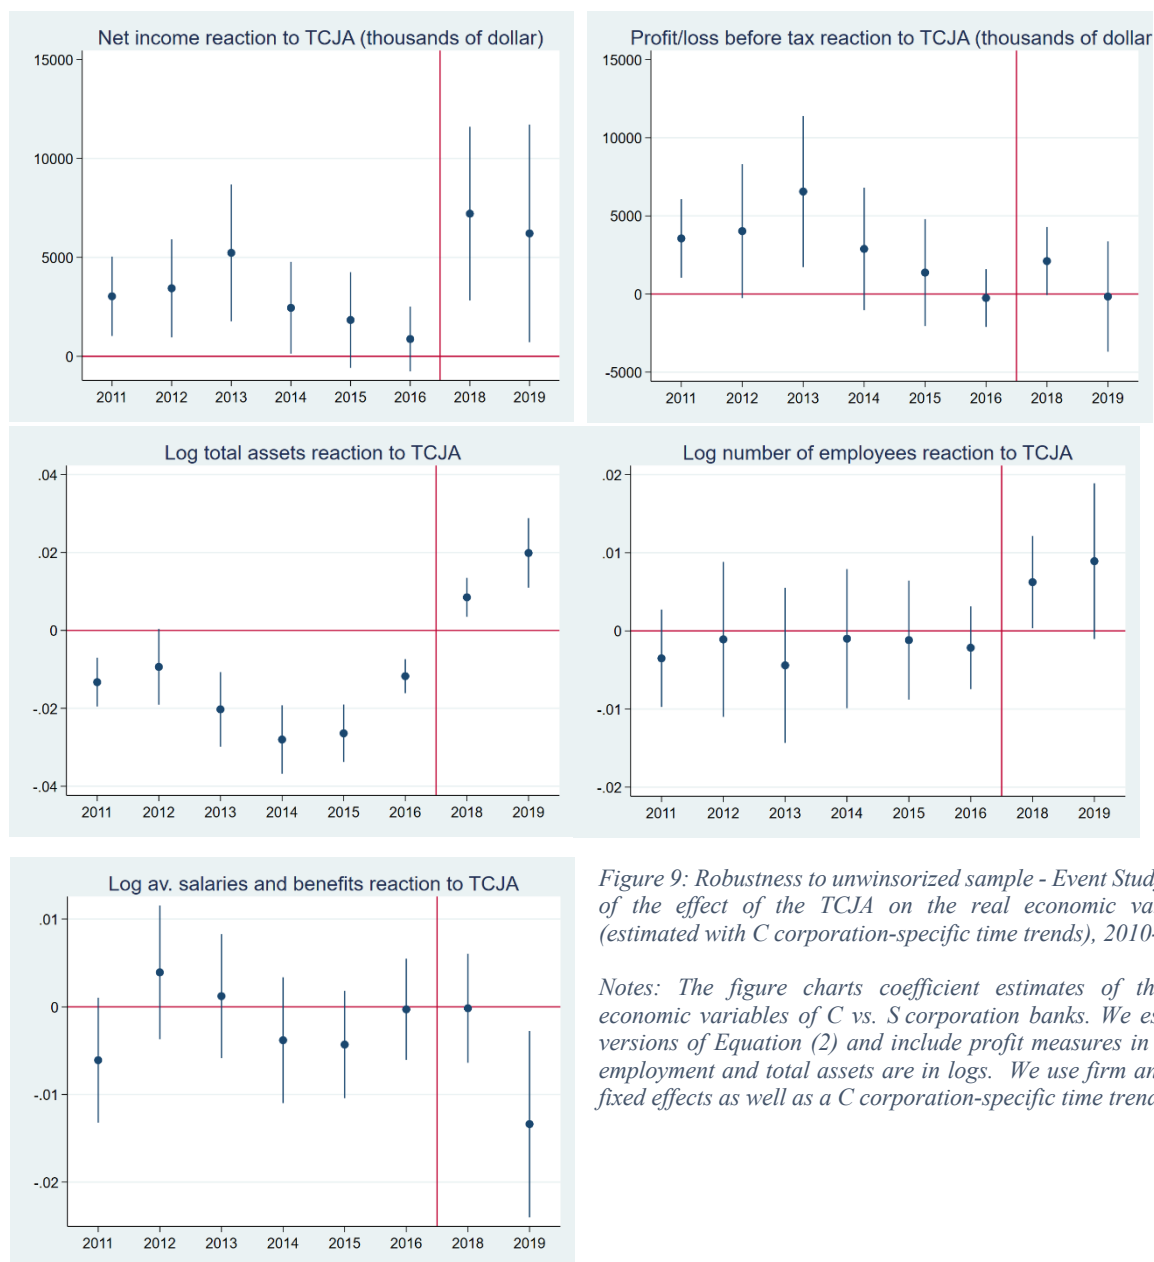 Net income reaction to TCJA (thousands of dollar)
15000
10000
5000
0
2011 2012 2013 2014 2015 2016 2018 2019
Profit/loss before tax reaction to TCJA (thousands of dollar
15000
10000
5000
0
-5000
2011 2012 2013 2014 2015 2016 2018 2019
Log total assets reaction to TCJA
.04
.02
0
-.02
-.04
2011 2012 2013 2014 2015 2016 2018 2019
Log number of employees reaction to TCJA
.02
.01
0
-.01
-.02
2011 2012 2013 2014 2015 2016 2018 2019
Log av. salaries and benefits reaction to TCJA
.01
0
-.01
-.02
2011 2012 2013 2014 2015 2016 2018 2019
Figure 9: Robustness to unwinsorized sample - Event Study
of the effect of the TCJA on the real economic va
(estimated with C corporation-specific time trends), 2010-
Notes: The figure charts coefficient estimates of th
economic variables of C vs. S corporation banks. We es
versions of Equation (2) and include profit measures in
employment and total assets are in logs. We use firm an
fixed effects as well as a C corporation-specific time trend